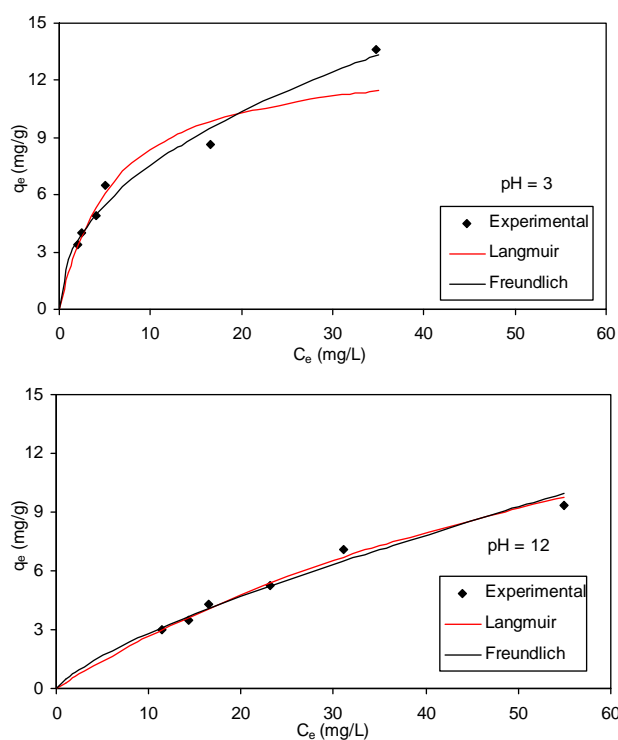 15
12
9
6
3
0
qe (mg/g)
pH = 3
Experimental
Langmuir
Freundlich
0 10 20 30 40 50 60
Ce (mg/L)
15
12
9
6
3
0
qe (mg/g)
pH = 12
Experimental
Langmuir
Freundlich
0 10 20 30 40 50 60
Ce (mg/L)